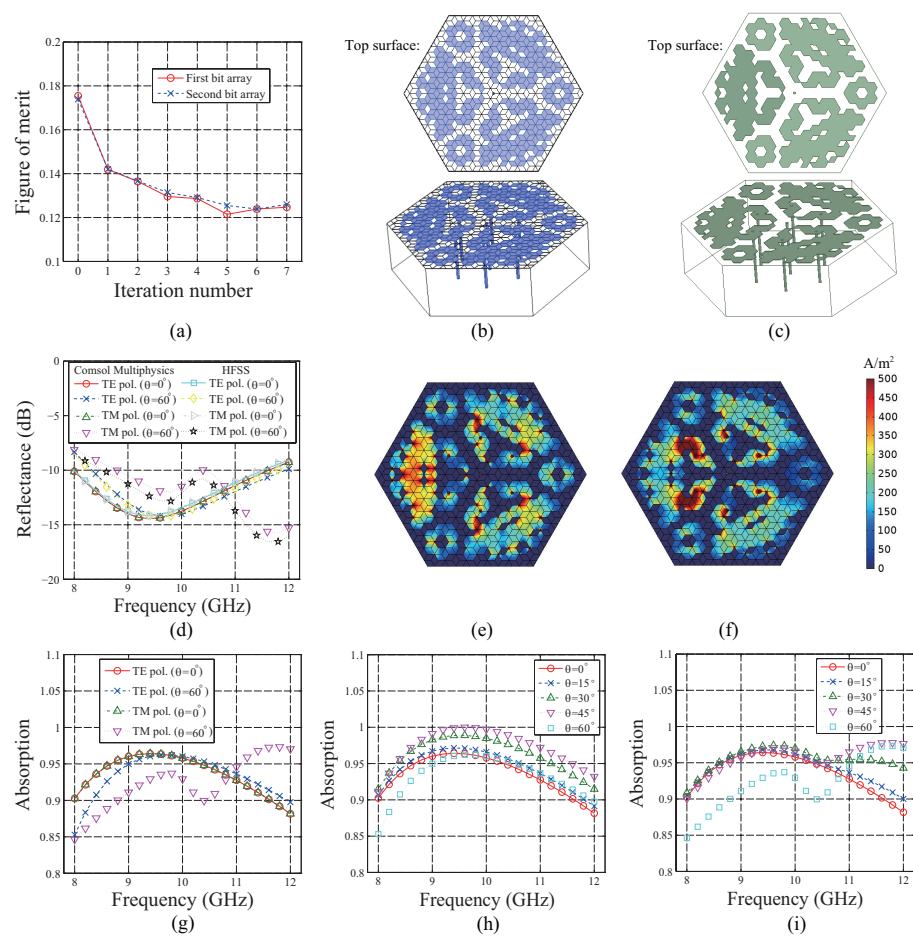 0.2
0.18
0.16
0.14
0.12
0.1
Figure of merit
First bit array
Second bit array
0 1 2 3 4 5 6 7
Iteration number
(a)
Top surface:
(b)
Top surface:
(c)
0
−5
−10
−15
−20
Reflectance (dB)
Comsol Multiphysics HFSS
TE pol. (θ=0°) TE pol. (θ=0°)
TE pol. (θ=60°) TE pol. (θ=60°)
TM pol. (θ=0°) TM pol. (θ=0°)
TM pol. (θ=60°) TM pol. (θ=60°)
8 9 10 11 12
Frequency (GHz)
(d)
(e)
(f)
A/m²
500
450
400
350
300
250
200
150
100
50
0
1.1
1.05
1
0.95
0.9
0.85
0.8
Absorption
TE pol. (θ=0°)
TE pol. (θ=60°)
TM pol. (θ=0°)
TM pol. (θ=60°)
8 9 10 11 12
Frequency (GHz)
(g)
1.1
1.05
1
0.95
0.9
0.85
0.8
Absorption
θ=0°
θ=15°
θ=30°
θ=45°
θ=60°
8 9 10 11 12
Frequency (GHz)
(h)
1.1
1.05
1
0.95
0.9
0.85
0.8
Absorption
θ=0°
θ=15°
θ=30°
θ=45°
θ=60°
8 9 10 11 12
Frequency (GHz)
(i)